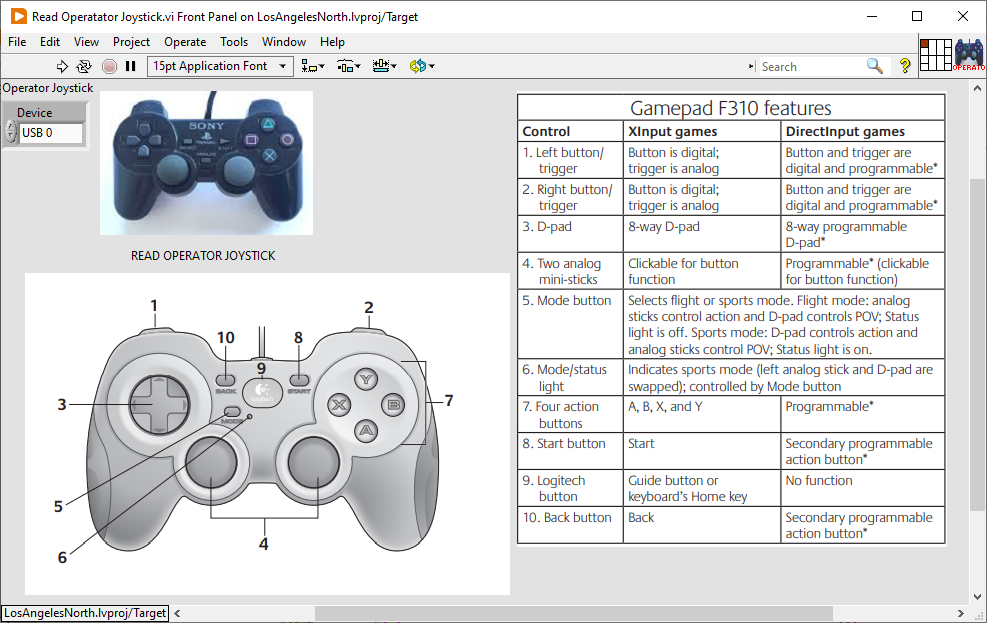 Read Operatator Joystick.vi Front Panel on LosAngelesNorth.lvproj/Target
File Edit View Project Operate Tools Window Help
15pt Application Font
Search
OPERATO
Operator Joystick
Device
USB 0
SONY
PlayStation
SELECT
START
ANALOG
READ OPERATOR JOYSTICK
1
2
10
8
9
BACK
Logitech
START
Y
3
X
B
7
MODE
A
5
4
6
Gamepad F310 features
Control XInput games DirectInput games
1. Left button/ Button is digital; Button and trigger are
trigger trigger is analog digital and programmable*
2. Right button/ Button is digital; Button and trigger are
trigger trigger is analog digital and programmable*
3. D-pad 8-way D-pad 8-way programmable
D-pad*
4. Two analog Clickable for button Programmable* (clickable
mini-sticks function for button function)
5. Mode button Selects flight or sports mode. Flight mode: analog
sticks control action and D-pad controls POV; Status
light is off. Sports mode: D-pad controls action and
analog sticks control POV; Status light is on.
6. Mode/status Indicates sports mode (left analog stick and D-pad are
light swapped); controlled by Mode button
7. Four action A, B, X, and Y Programmable*
buttons
8. Start button Start Secondary programmable
action button*
9. Logitech Guide button or No function
button keyboard's Home key
10. Back button Back Secondary programmable
action button*
LosAngelesNorth.lvproj/Target